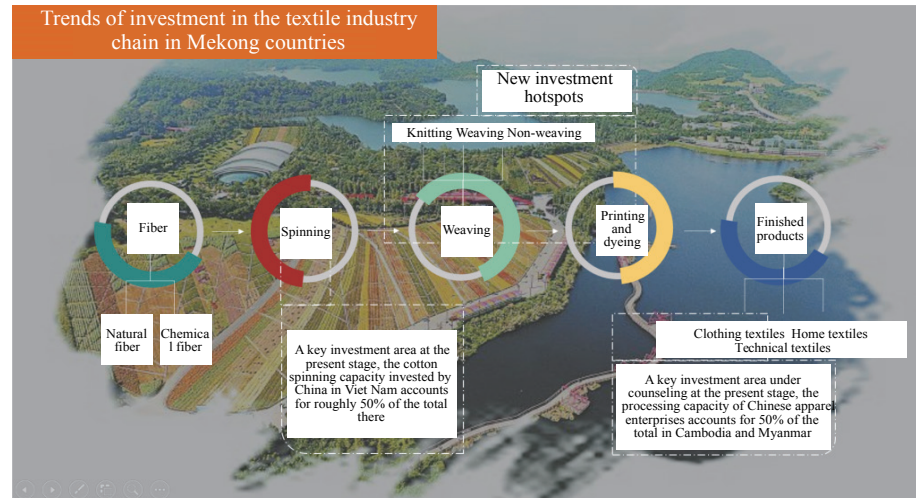 Trends of investment in the textile industry
chain in Mekong countries
New investment
hotspots
Knitting Weaving Non-weaving
Fiber
Spinning
Weaving
Printing
and
dyeing
Finished
products
Natural
fiber
Chemica
l fiber
A key investment area at the
present stage, the cotton
spinning capacity invested by
China in Viet Nam accounts
for roughly 50% of the total
there
Clothing textiles Home textiles
Technical textiles
A key investment area under
counseling at the present stage, the
processing capacity of Chinese apparel
enterprises accounts for 50% of the
total in Cambodia and Myanmar